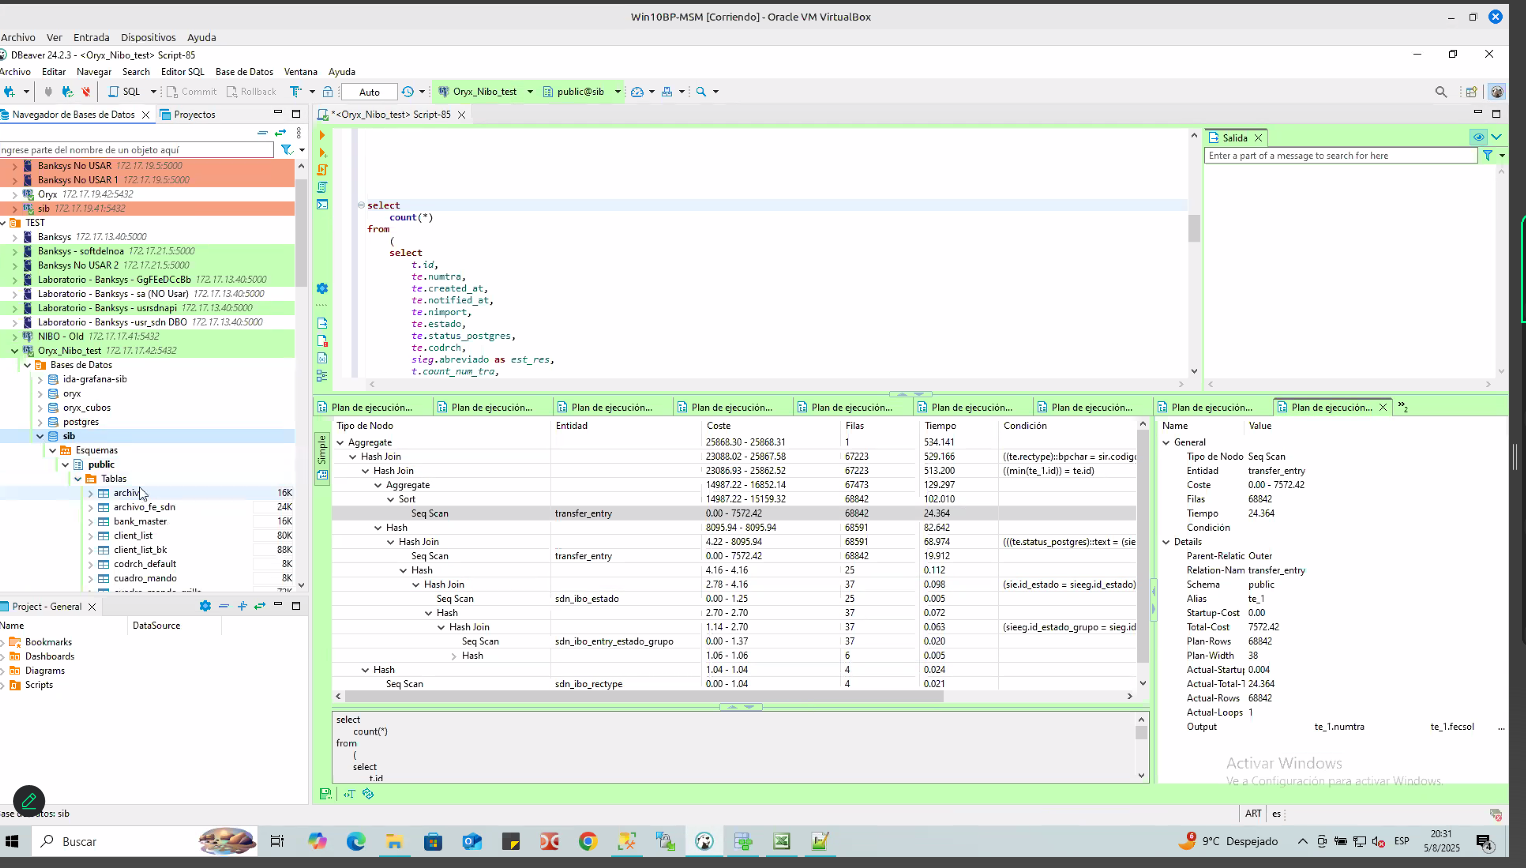 Win10BP-MSM [Corriendo] - Oracle VM VirtualBox
Archivo Ver Entrada Dispositivos Ayuda
DBeaver 24.2.3 - <Oryx_Nibo_test> Script-85
Archivo Editar Navegar Search Editor SQL Base de Datos Ventana Ayuda
SQL Commit Rollback Auto Oryx_Nibo_test public@sib
Navegador de Bases de Datos Proyectos
ngrese parte del nombre de un objeto aquí
Banksys No USAR 172.17.19.5:5000
Banksys No USAR 1 172.17.19.5:5000
Oryx 172.17.19.42:5432
sib 172.17.19.41:5432
TEST
Banksys 172.17.13.40:5000
Banksys - softdelnoa 172.17.21.5:5000
Banksys No USAR 2 172.17.21.5:5000
Laboratorio - Banksys - GgFEeDCcBb 172.17.13.40:5000
Laboratorio - Banksys - sa (NO Usar) 172.17.13.40:5000
Laboratorio - Banksys - usrsdnapi 172.17.13.40:5000
Laboratorio - Banksys -usr_sdn DBO 172.17.13.40:5000
NIBO - Old 172.17.17.41:5432
Oryx_Nibo_test 172.17.17.42:5432
Bases de Datos
ida-grafana-sib
oryx
oryx_cubos
postgres
sib
Esquemas
public
Tablas
archiv 16K
archivo_fe_sdn 24K
bank_master 16K
client_list 80K
client_list_bk 88K
codrch_default 8K
cuadro_mando 8K
Project - General
Name DataSource
Bookmarks
Dashboards
Diagrams
Scripts
*<Oryx_Nibo_test> Script-85
select
count(*)
from
(
select
t.id,
te.numtra,
te.created_at,
te.notified_at,
te.nimport,
te.estado,
te.status_postgres,
te.codrch,
sieg.abreviado as est_res,
t.count_num_tra,
Salida
Enter a part of a message to search for here
Plan de ejecución... Plan de ejecución... Plan de ejecución... Plan de ejecución... Plan de ejecución... Plan de ejecución... Plan de ejecución... Plan de ejecución... Plan de ejecución... »2
Simple
Tipo de Nodo Entidad Coste Filas Tiempo Condición
Aggregate 25868.30 - 25868.31 1 534.141
Hash Join 23088.02 - 25867.58 67223 529.166 ((te.rectype)::bpchar = sir.codigo
Hash Join 23086.93 - 25862.52 67223 513.200 ((min(te_1.id)) = te.id)
Aggregate 14987.22 - 16852.14 67473 129.297
Sort 14987.22 - 15159.32 68842 102.010
Seq Scan transfer_entry 0.00 - 7572.42 68842 24.364
Hash 8095.94 - 8095.94 68591 82.642
Hash Join 4.22 - 8095.94 68591 68.974 (((te.status_postgres)::text = (sie
Seq Scan transfer_entry 0.00 - 7572.42 68842 19.912
Hash 4.16 - 4.16 25 0.112
Hash Join 2.78 - 4.16 37 0.098 (sie.id_estado = sieeg.id_estado)
Seq Scan sdn_ibo_estado 0.00 - 1.25 25 0.005
Hash 2.70 - 2.70 37 0.072
Hash Join 1.14 - 2.70 37 0.063 (sieeg.id_estado_grupo = sieg.id
Seq Scan sdn_ibo_entry_estado_grupo 0.00 - 1.37 37 0.020
Hash 1.06 - 1.06 6 0.005
Hash 1.04 - 1.04 4 0.024
Seq Scan sdn_ibo_rectype 0.00 - 1.04 4 0.021
select
count(*)
from
(
select
t.id
Name Value
General
Tipo de Nodo Seq Scan
Entidad transfer_entry
Coste 0.00 - 7572.42
Filas 68842
Tiempo 24.364
Condición
Details
Parent-Relatic Outer
Relation-Nam transfer_entry
Schema public
Alias te_1
Startup-Cost 0.00
Total-Cost 7572.42
Plan-Rows 68842
Plan-Width 38
Actual-Startu 0.004
Actual-Total-T 24.364
Actual-Rows 68842
Actual-Loops 1
Output te_1.numtra te_1.fecsol ...
Activar Windows
Ve a Configuración para activar Windows.
ase de datos: sib
ART es
Buscar
9°C Despejado
ESP
20:31
5/8/2025
4